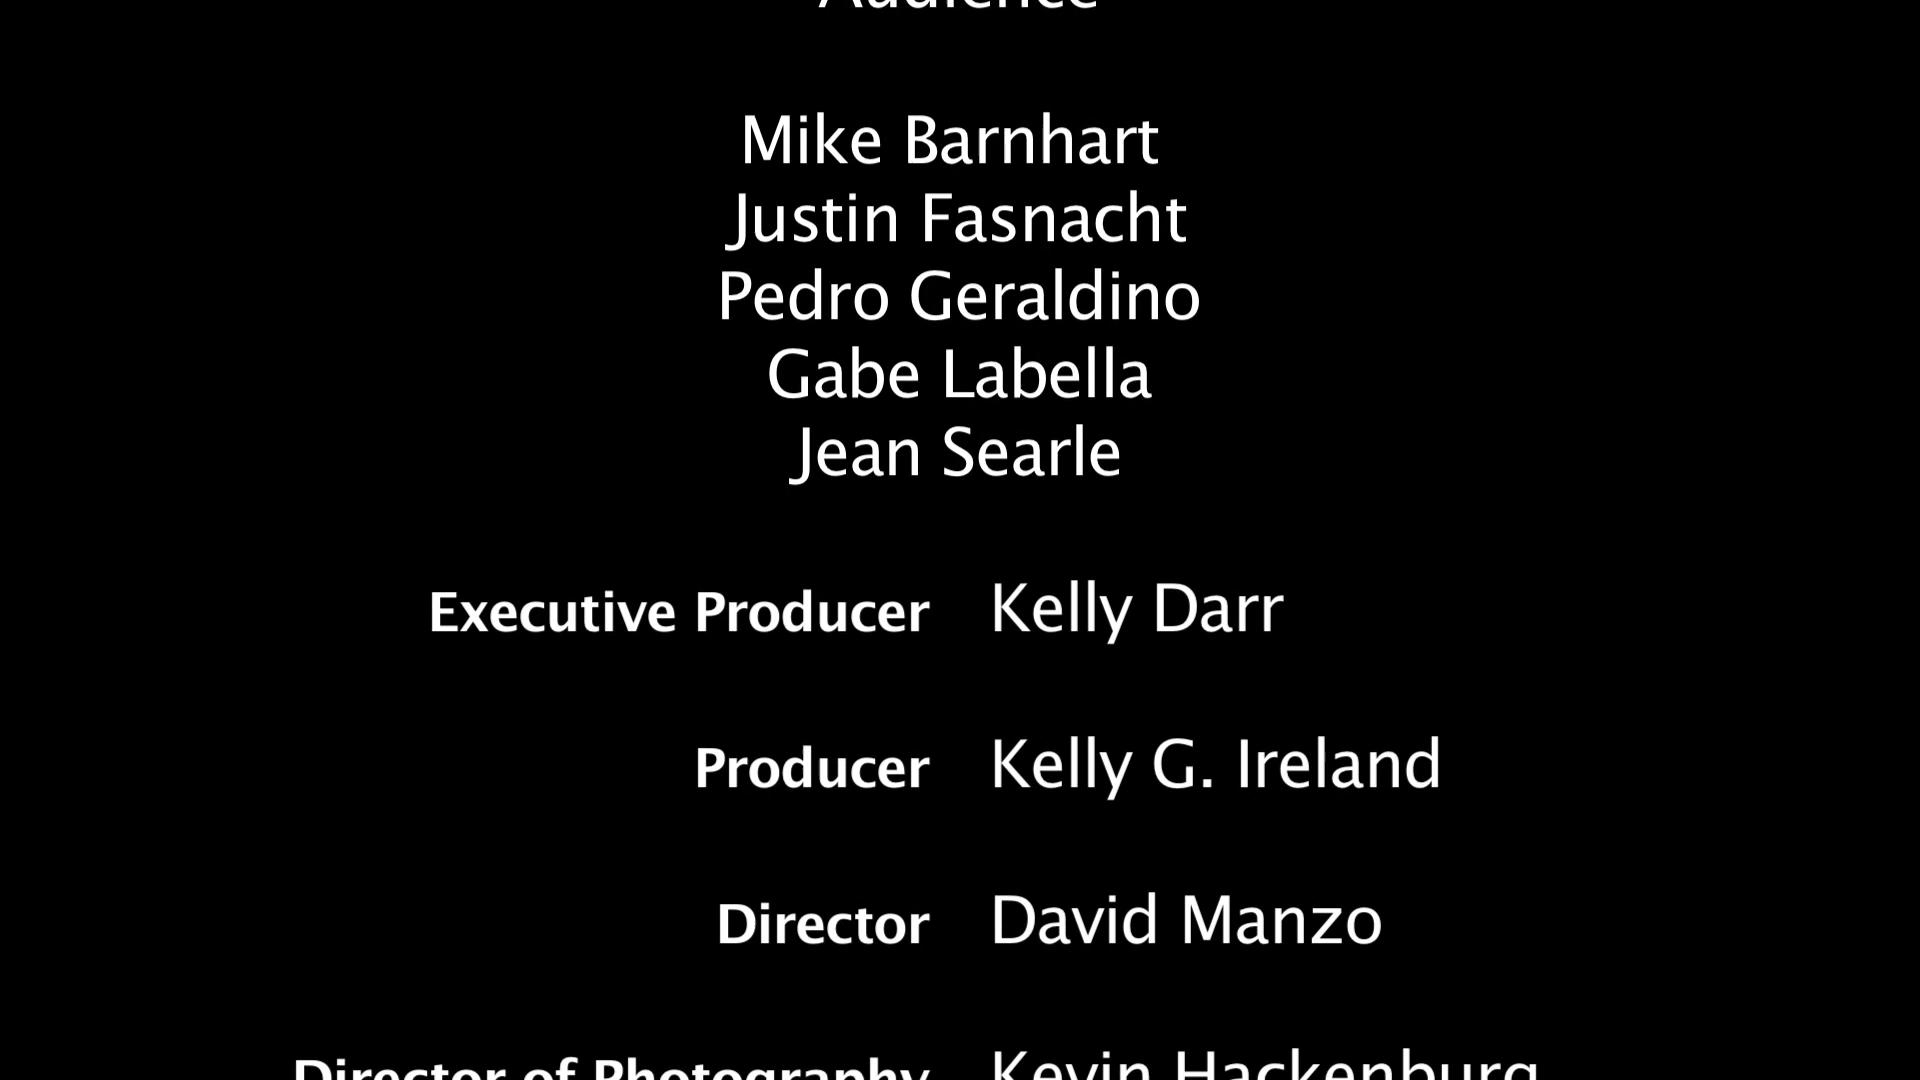 Audience
Mike Barnhart
Justin Fasnacht
Pedro Geraldino
Gabe Labella
Jean Searle
Executive Producer Kelly Darr
Producer Kelly G. Ireland
Director David Manzo
Director of Photography Kevin Hackenburg